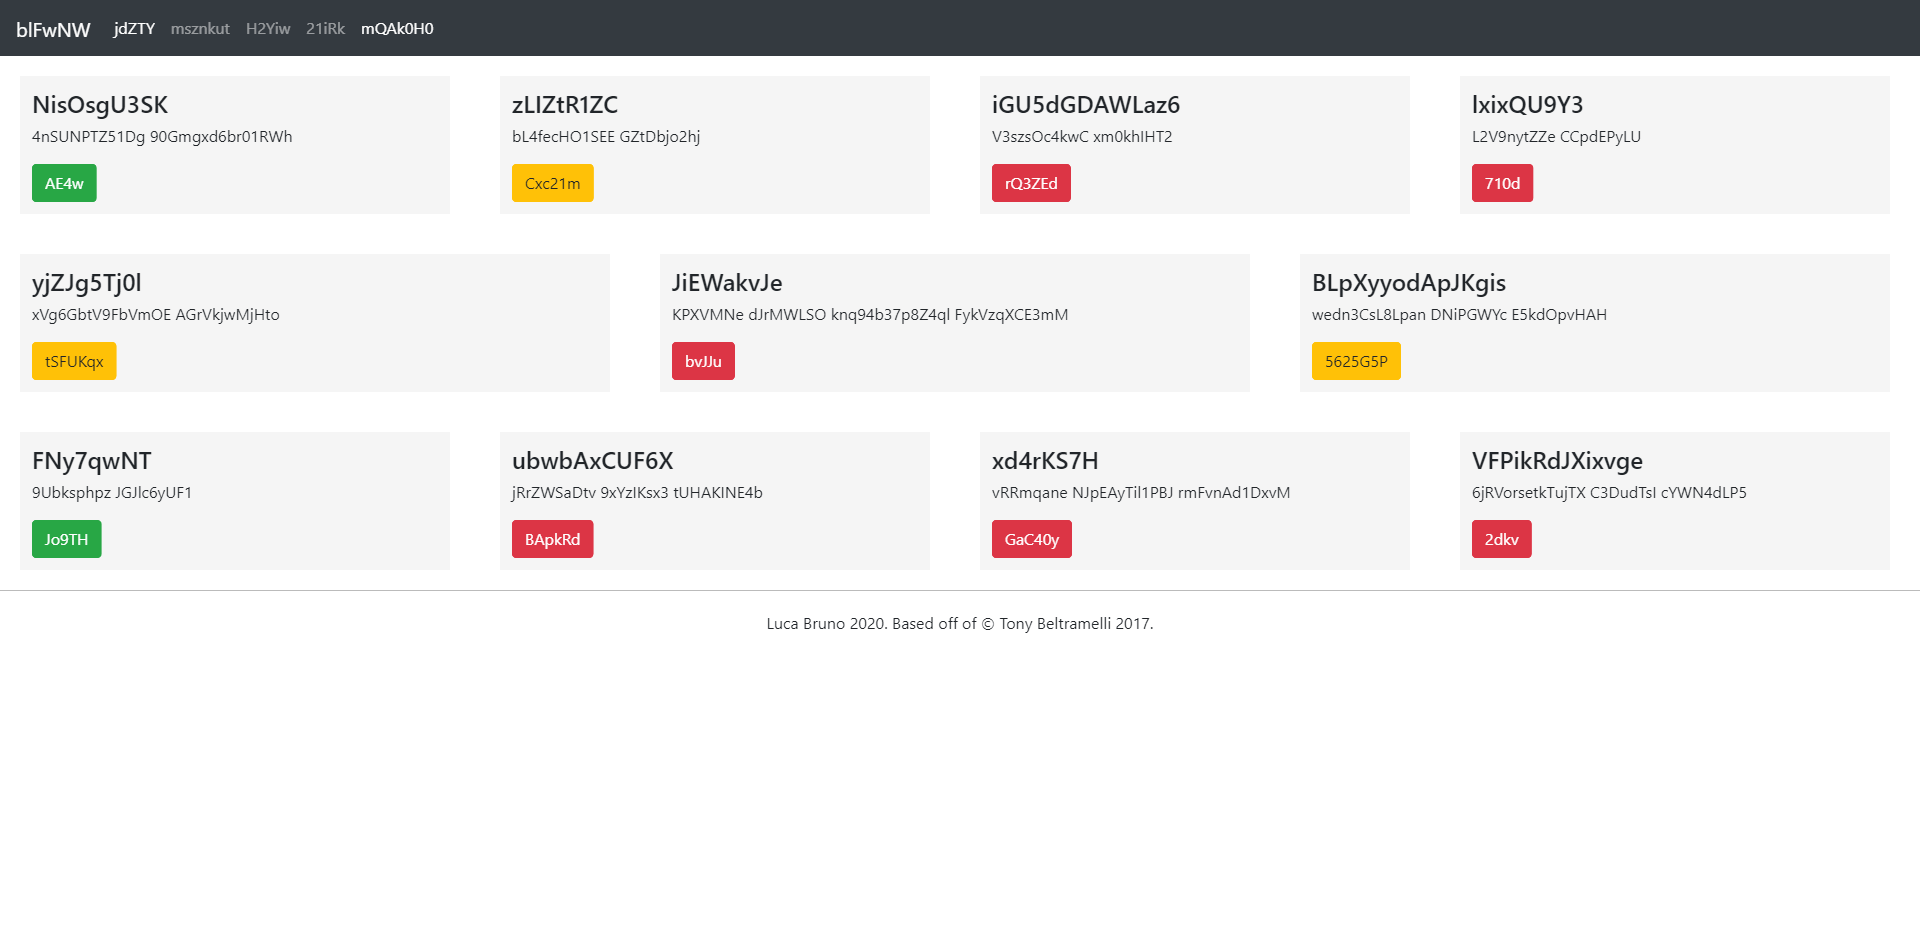 blFwNW jdZTY msznkut H2Yiw 21iRk mQAk0H0
NisOsgU3SK
4nSUNPTZ51Dg 90Gmgxd6br01RWh
AE4w
zLIZtR1ZC
bL4fecHO1SEE GZtDbjo2hj
Cxc21m
iGU5dGDAWLaz6
V3szsOc4kwC xm0khIHT2
rQ3ZEd
lxixQU9Y3
L2V9nytZZe CCpdEPyLU
710d
yjZJg5Tj0l
xVg6GbtV9FbVmOE AGrVkjwMjHto
tSFUKqx
JiEWakvJe
KPXVMNe dJrMWLSO knq94b37p8Z4ql FykVzqXCE3mM
bvJJu
BLpXyyodApJKgis
wedn3CsL8Lpan DNiPGWYc E5kdOpvHAH
5625G5P
FNy7qwNT
9Ubksphpz JGJlc6yUF1
Jo9TH
ubwbAxCUF6X
jRrZWSaDtv 9xYzIKsx3 tUHAKINE4b
BApkRd
xd4rKS7H
vRRmqane NJpEAyTil1PBJ rmFvnAd1DxvM
GaC40y
VFPikRdJXixvge
6jRVorsetkTujTX C3DudTsI cYWN4dLP5
2dkv
Luca Bruno 2020. Based off of © Tony Beltramelli 2017.